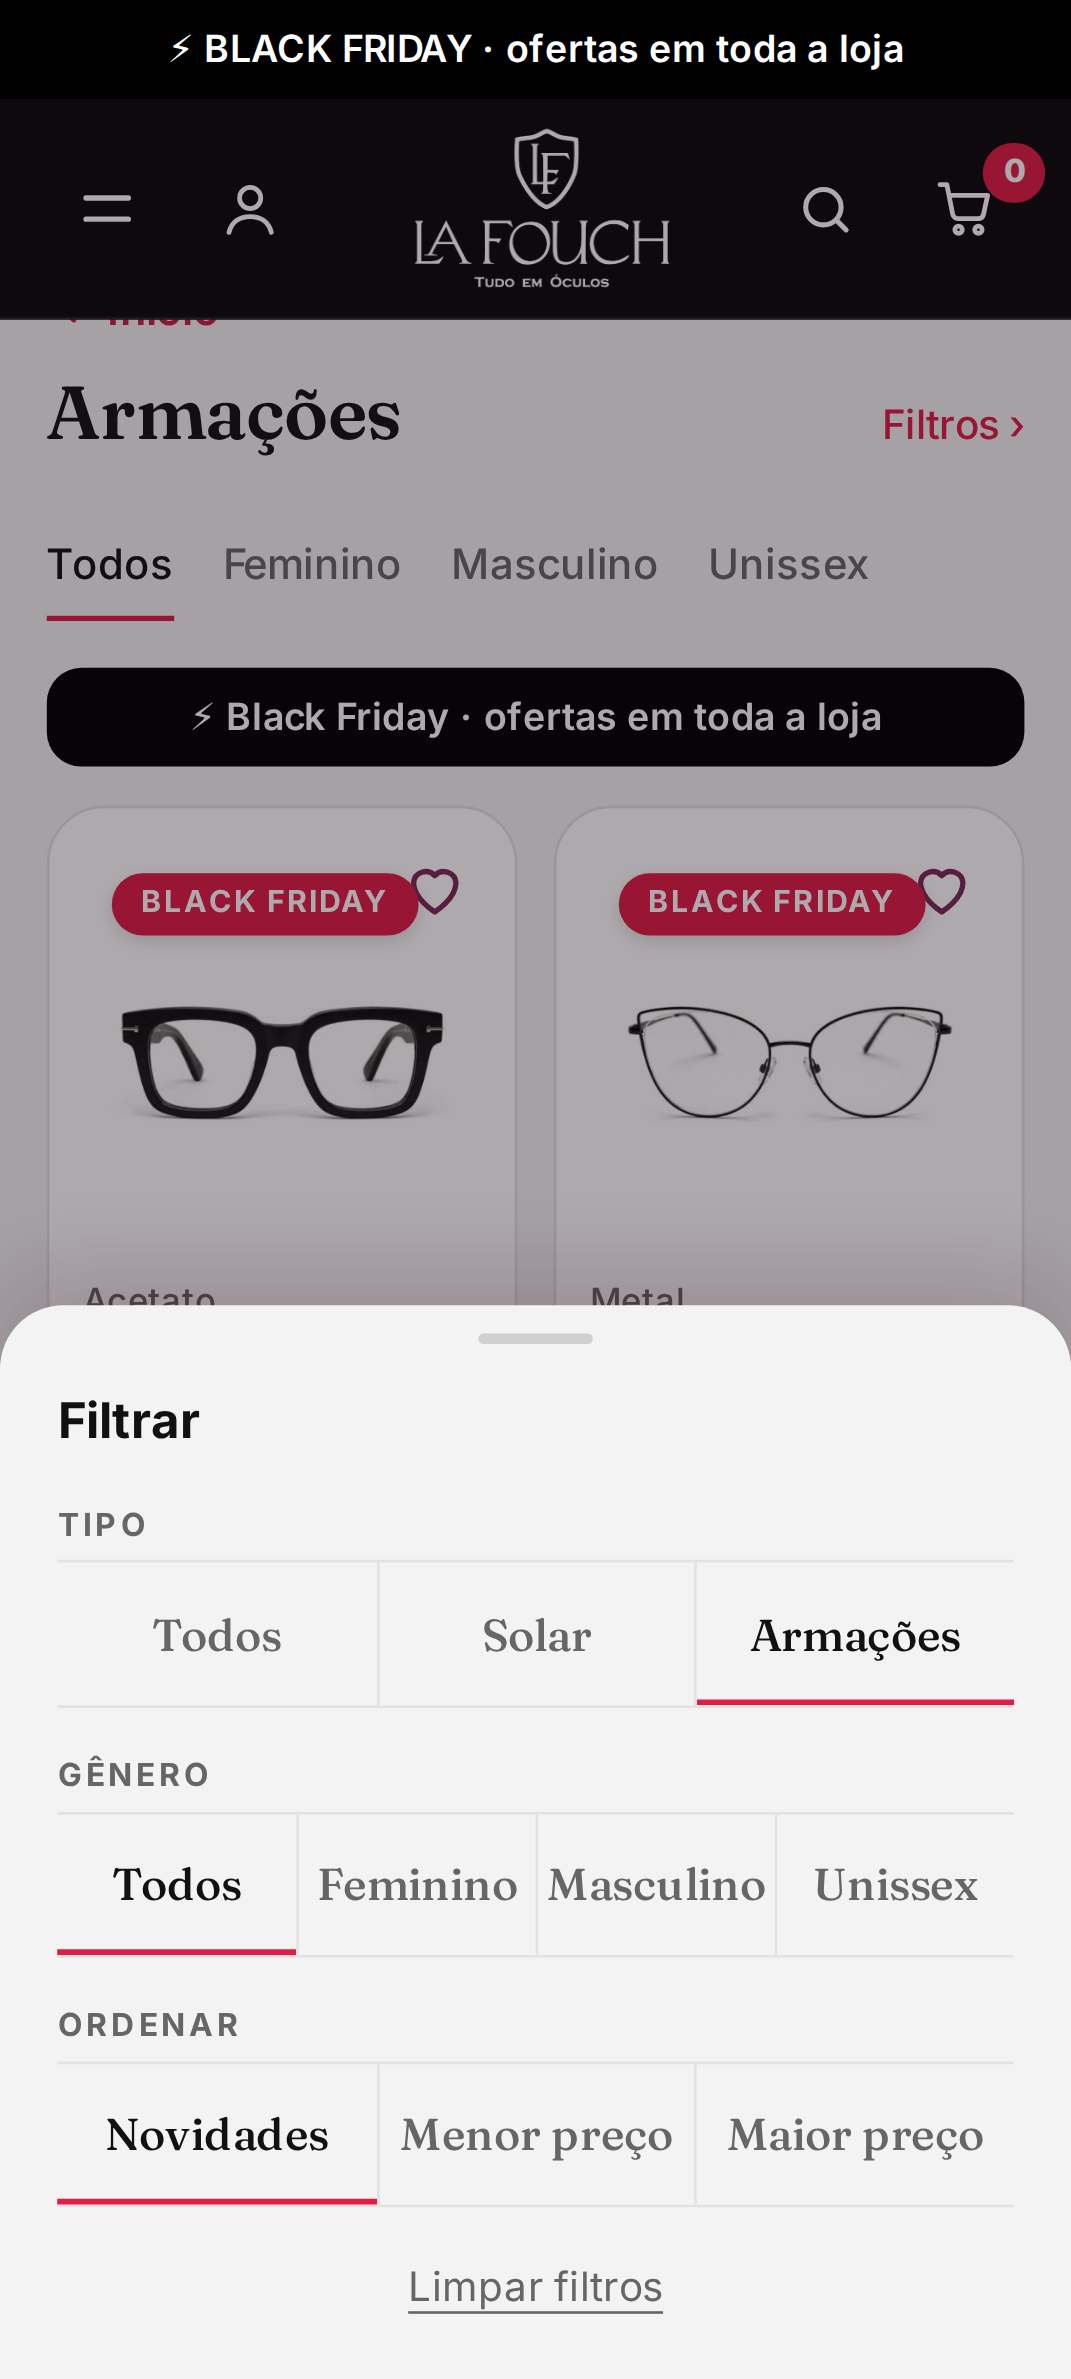 ⚡ BLACK FRIDAY · ofertas em toda a loja
0
LF
LA FOUCH
TUDO EM ÓCULOS
‹ Início
Armações
Filtros ›
Todos Feminino Masculino Unissex
⚡ Black Friday · ofertas em toda a loja
BLACK FRIDAY BLACK FRIDAY
Acetato Metal
Filtrar
TIPO
Todos Solar Armações
GÊNERO
Todos Feminino Masculino Unissex
ORDENAR
Novidades Menor preço Maior preço
Limpar filtros